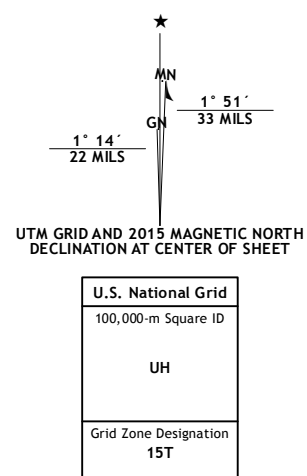 ★
MN
1° 51´
33 MILS
GN
1° 14´
22 MILS
UTM GRID AND 2015 MAGNETIC NORTH
DECLINATION AT CENTER OF SHEET
U.S. National Grid
100,000-m Square ID
UH
Grid Zone Designation
15T